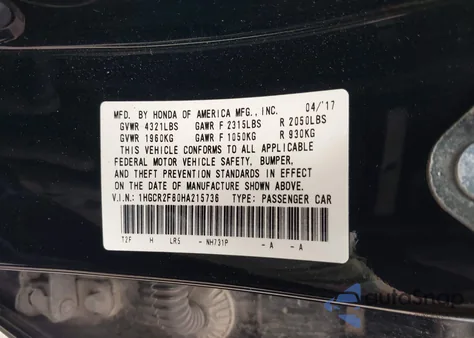 MFD. BY HONDA OF AMERICA MFG., INC. 04/'17
GVWR 4321LBS GAWR F 2315LBS R 2050LBS
GVWR 1960KG GAWR F 1050KG R 930KG
THIS VEHICLE CONFORMS TO ALL APPLICABLE
FEDERAL MOTOR VEHICLE SAFETY, BUMPER,
AND THEFT PREVENTION STANDARDS IN EFFECT
ON THE DATE OF MANUFACTURE SHOWN ABOVE.
V.I.N.: 1HGCR2F80HA215736 TYPE: PASSENGER CAR
T2F H LR5 - NH731P - A - A
autoSnap